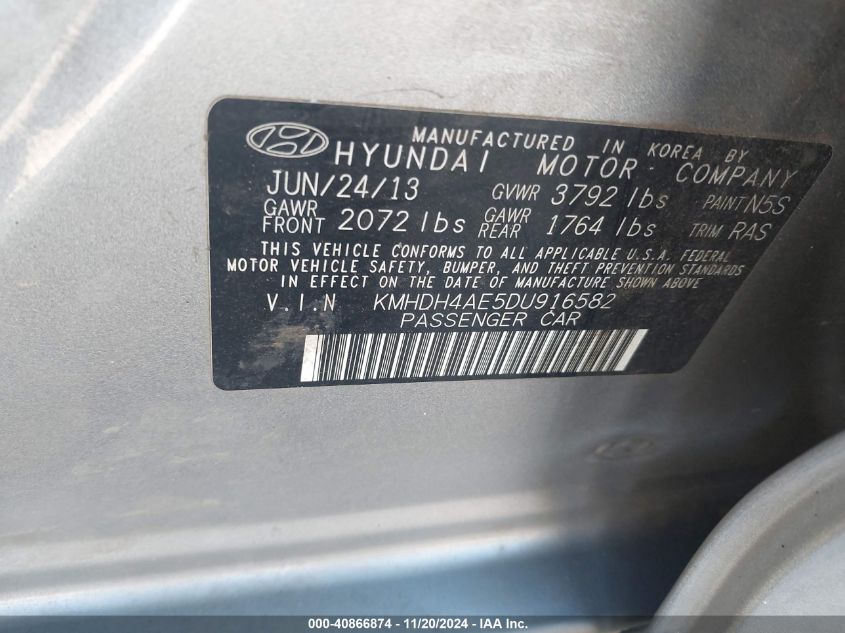 MANUFACTURED IN KOREA BY
HYUNDAI MOTOR COMPANY
JUN/24/13 GVWR 3792 lbs PAINT N5S
GAWR FRONT 2072 lbs GAWR REAR 1764 lbs TRIM RAS
THIS VEHICLE CONFORMS TO ALL APPLICABLE U.S.A. FEDERAL
MOTOR VEHICLE SAFETY, BUMPER, AND THEFT PREVENTION STANDARDS
IN EFFECT ON THE DATE OF MANUFACTURE SHOWN ABOVE
V.I.N KMHDH4AE5DU916582
PASSENGER CAR
000-40866874 - 11/20/2024 - IAA Inc.